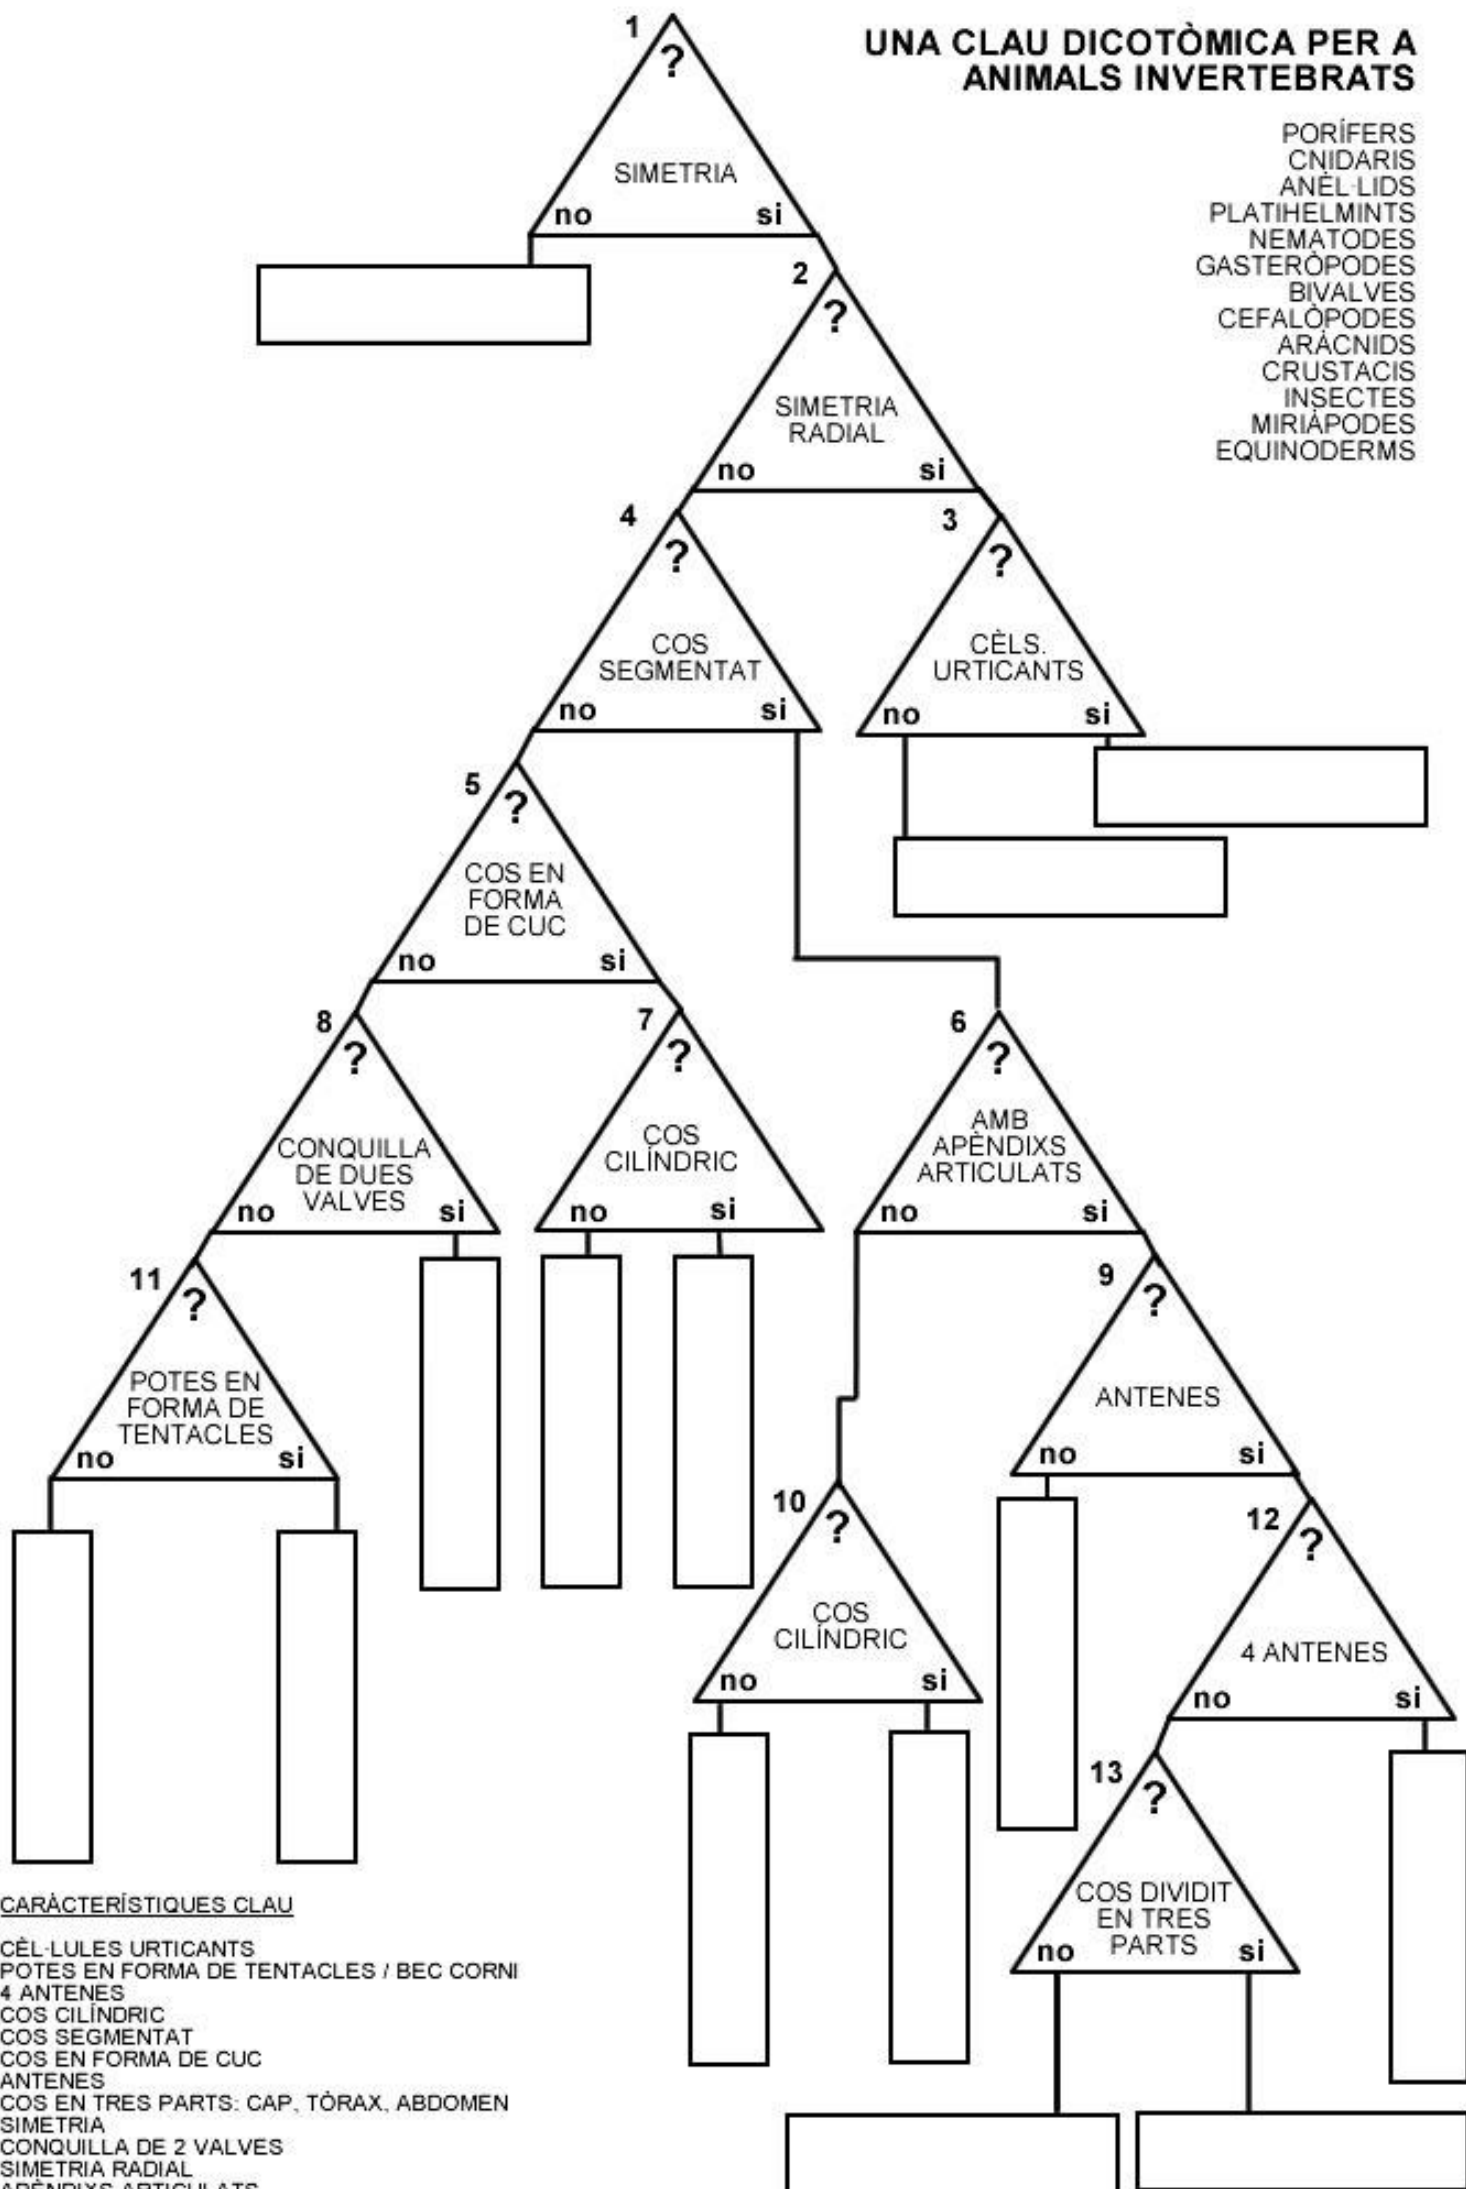 UNA CLAU DICOTÒMICA PER A
ANIMALS INVERTEBRATS
PORÍFERS
CNIDARIS
ANÈL·LIDS
PLATIHELMINTS
NEMATODES
GASTERÒPODES
BIVALVES
CEFALÒPODES
ARÀCNIDS
CRUSTACIS
INSECTES
MIRIÀPODES
EQUINODERMS
1
?
SIMETRIA
no si
2
?
SIMETRIA
RADIAL
no si
4
?
COS
SEGMENTAT
no si
3
?
CÈLS.
URTICANTS
no si
5
?
COS EN
FORMA
DE CUC
no si
8
?
CONQUILLA
DE DUES
VALVES
no si
7
?
COS
CILÍNDRIC
no si
6
?
AMB
APÈNDIXS
ARTICULATS
no si
11
?
POTES EN
FORMA DE
TENTACLES
no si
9
?
ANTENES
no si
10
?
COS
CILÍNDRIC
no si
12
?
4 ANTENES
no si
13
?
COS DIVIDIT
EN TRES
PARTS
no si
CARÀCTERÍSTIQUES CLAU
CÈL·LULES URTICANTS
POTES EN FORMA DE TENTACLES / BEC CORNI
4 ANTENES
COS CILÍNDRIC
COS SEGMENTAT
COS EN FORMA DE CUC
ANTENES
COS EN TRES PARTS: CAP, TÒRAX, ABDOMEN
SIMETRIA
CONQUILLA DE 2 VALVES
SIMETRIA RADIAL
APÈNDIXS ARTICULATS